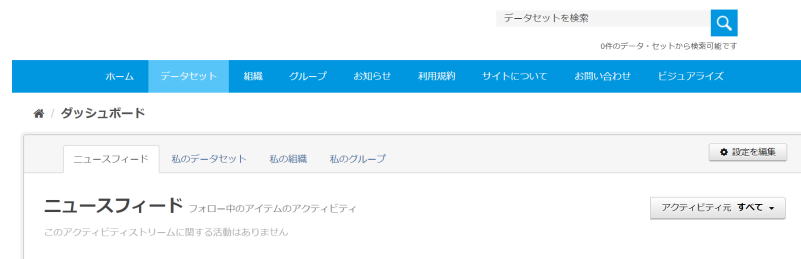 データセットを検索
0件のデータ・セットから検索可能です
ホーム データセット 組織 グループ お知らせ 利用規約 サイトについて お問い合わせ ビジュアライズ
/ ダッシュボード
ニュースフィード 私のデータセット 私の組織 私のグループ 設定を編集
ニュースフィード フォロー中のアイテムのアクティビティ アクティビティ元 すべて
このアクティビティストリームに関する活動はありません